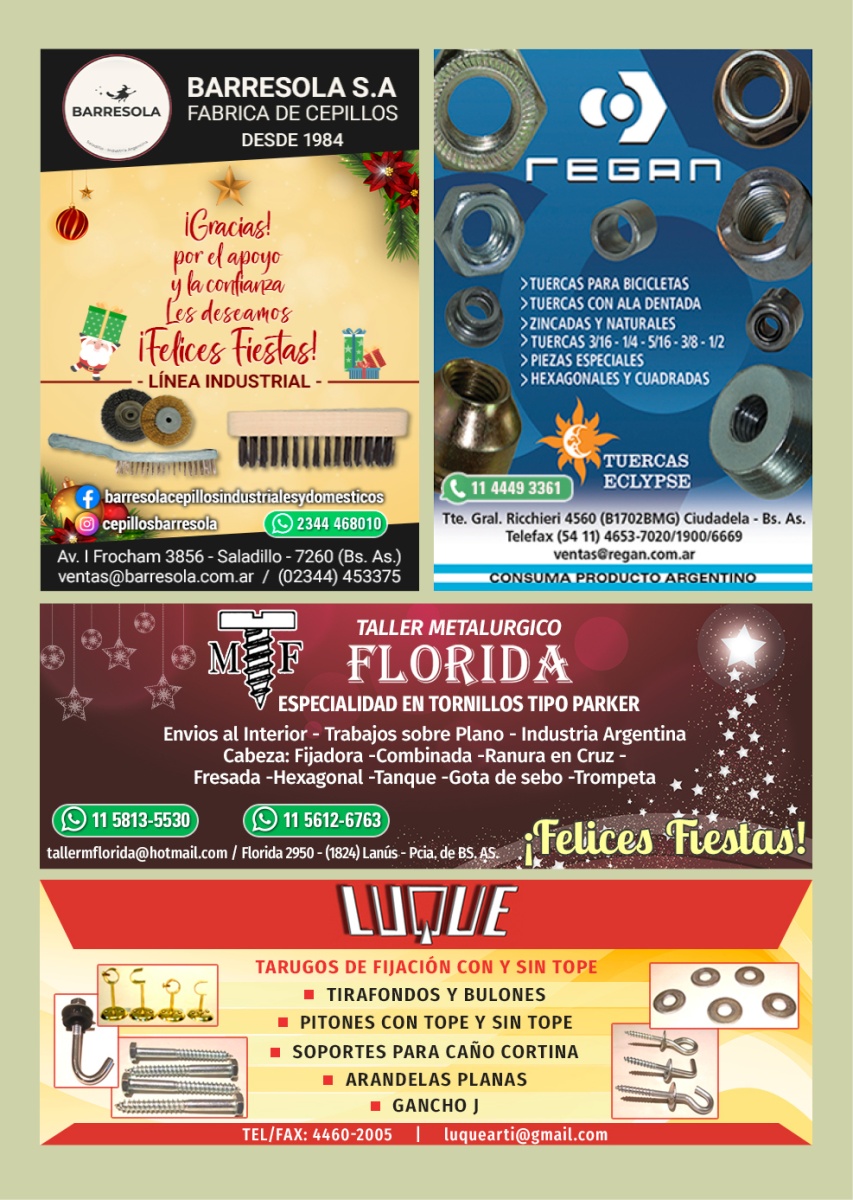 BARRESOLA
BARRESOLA S.A
FABRICA DE CEPILLOS
DESDE 1984
¡Gracias!
por el apoyo
y la confianza
Les deseamos
¡Felices Fiestas!
- LÍNEA INDUSTRIAL -
barresolacepillosindustrialesydomesticos
cepillosbarresola
2344 468010
Av. I Frocham 3856 - Saladillo - 7260 (Bs. As.)
ventas@barresola.com.ar / (02344) 453375
REGAN
TUERCAS PARA BICICLETAS
TUERCAS CON ALA DENTADA
ZINCADAS Y NATURALES
TUERCAS 3/16 - 1/4 - 5/16 - 3/8 - 1/2
PIEZAS ESPECIALES
HEXAGONALES Y CUADRADAS
TUERCAS
ECLYPSE
11 4449 3361
Tte. Gral. Ricchieri 4560 (B1702BMG) Ciudadela - Bs. As.
Telefax (54 11) 4653-7020/1900/6669
ventas@regan.com.ar
CONSUMA PRODUCTO ARGENTINO
M F
TALLER METALURGICO
FLORIDA
ESPECIALIDAD EN TORNILLOS TIPO PARKER
Envios al Interior - Trabajos sobre Plano - Industria Argentina
Cabeza: Fijadora -Combinada -Ranura en Cruz -
Fresada -Hexagonal -Tanque -Gota de sebo -Trompeta
11 5813-5530
11 5612-6763
¡Felices Fiestas!
tallermflorida@hotmail.com / Florida 2950 - (1824) Lanús - Pcia, de BS. AS.
LUQUE
TARUGOS DE FIJACIÓN CON Y SIN TOPE
TIRAFONDOS Y BULONES
PITONES CON TOPE Y SIN TOPE
SOPORTES PARA CAÑO CORTINA
ARANDELAS PLANAS
GANCHO J
TEL/FAX: 4460-2005 | luquearti@gmail.com